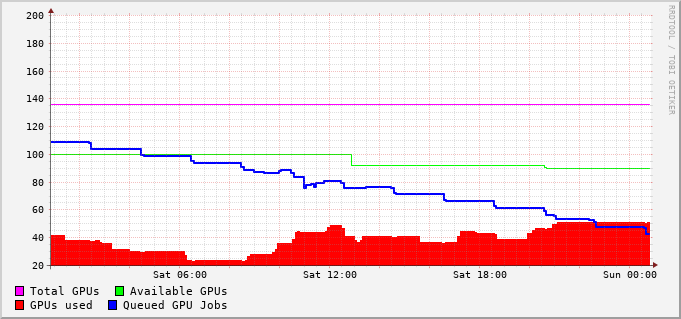 200
180
160
140
120
100
80
60
40
20
Sat 06:00 Sat 12:00 Sat 18:00 Sun 00:00
Total GPUs Available GPUs
GPUs used Queued GPU Jobs
RRDTOOL / TOBI OETIKER